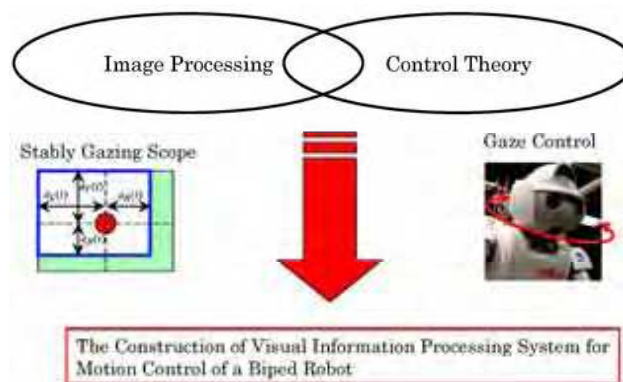 Image Processing
Control Theory
Stably Gazing Scope
Gaze Control
The Construction of Visual Information Processing System for
Motion Control of a Biped Robot